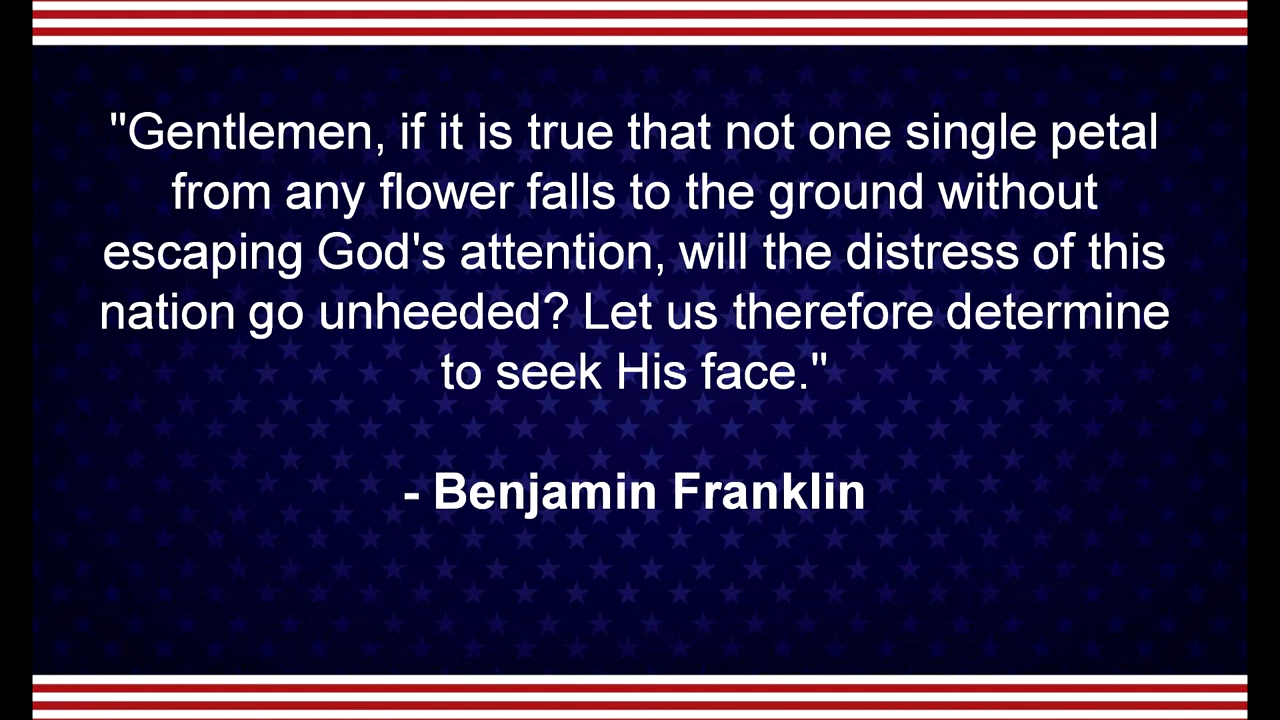 "Gentlemen, if it is true that not one single petal
from any flower falls to the ground without
escaping God's attention, will the distress of this
nation go unheeded? Let us therefore determine
to seek His face."
- Benjamin Franklin